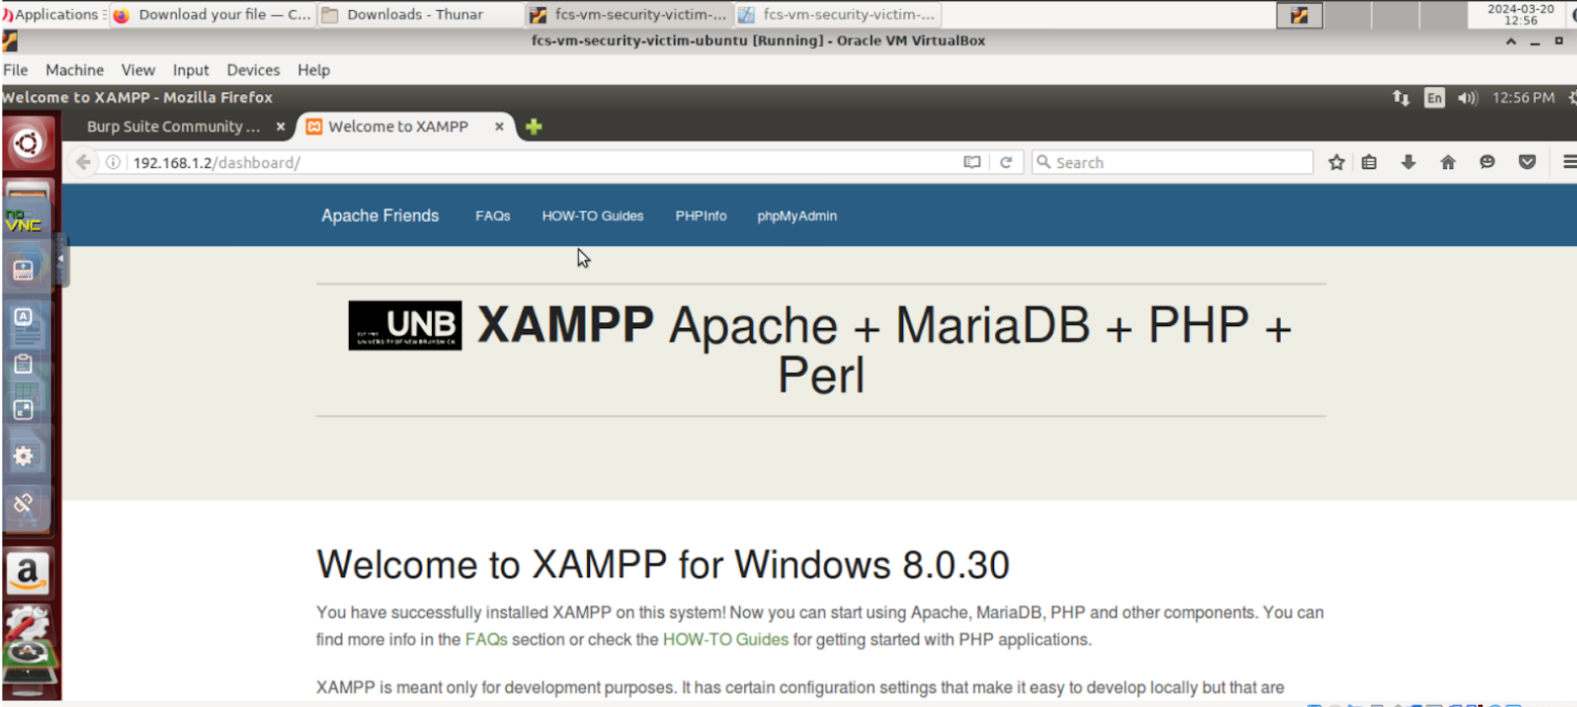 Applications
Download your file — C...
Downloads - Thunar
fcs-vm-security-victim-...
fcs-vm-security-victim-...
2024-03-20
12:56
fcs-vm-security-victim-ubuntu [Running] - Oracle VM VirtualBox
File Machine View Input Devices Help
Welcome to XAMPP - Mozilla Firefox
En
12:56 PM
Burp Suite Community ...
Welcome to XAMPP
192.168.1.2/dashboard/
Search
no
VNC
A
a
Apache Friends FAQs HOW-TO Guides PHPInfo phpMyAdmin
UNB
XAMPP Apache + MariaDB + PHP +
Perl
Welcome to XAMPP for Windows 8.0.30
You have successfully installed XAMPP on this system! Now you can start using Apache, MariaDB, PHP and other components. You can
find more info in the FAQs section or check the HOW-TO Guides for getting started with PHP applications.
XAMPP is meant only for development purposes. It has certain configuration settings that make it easy to develop locally but that are